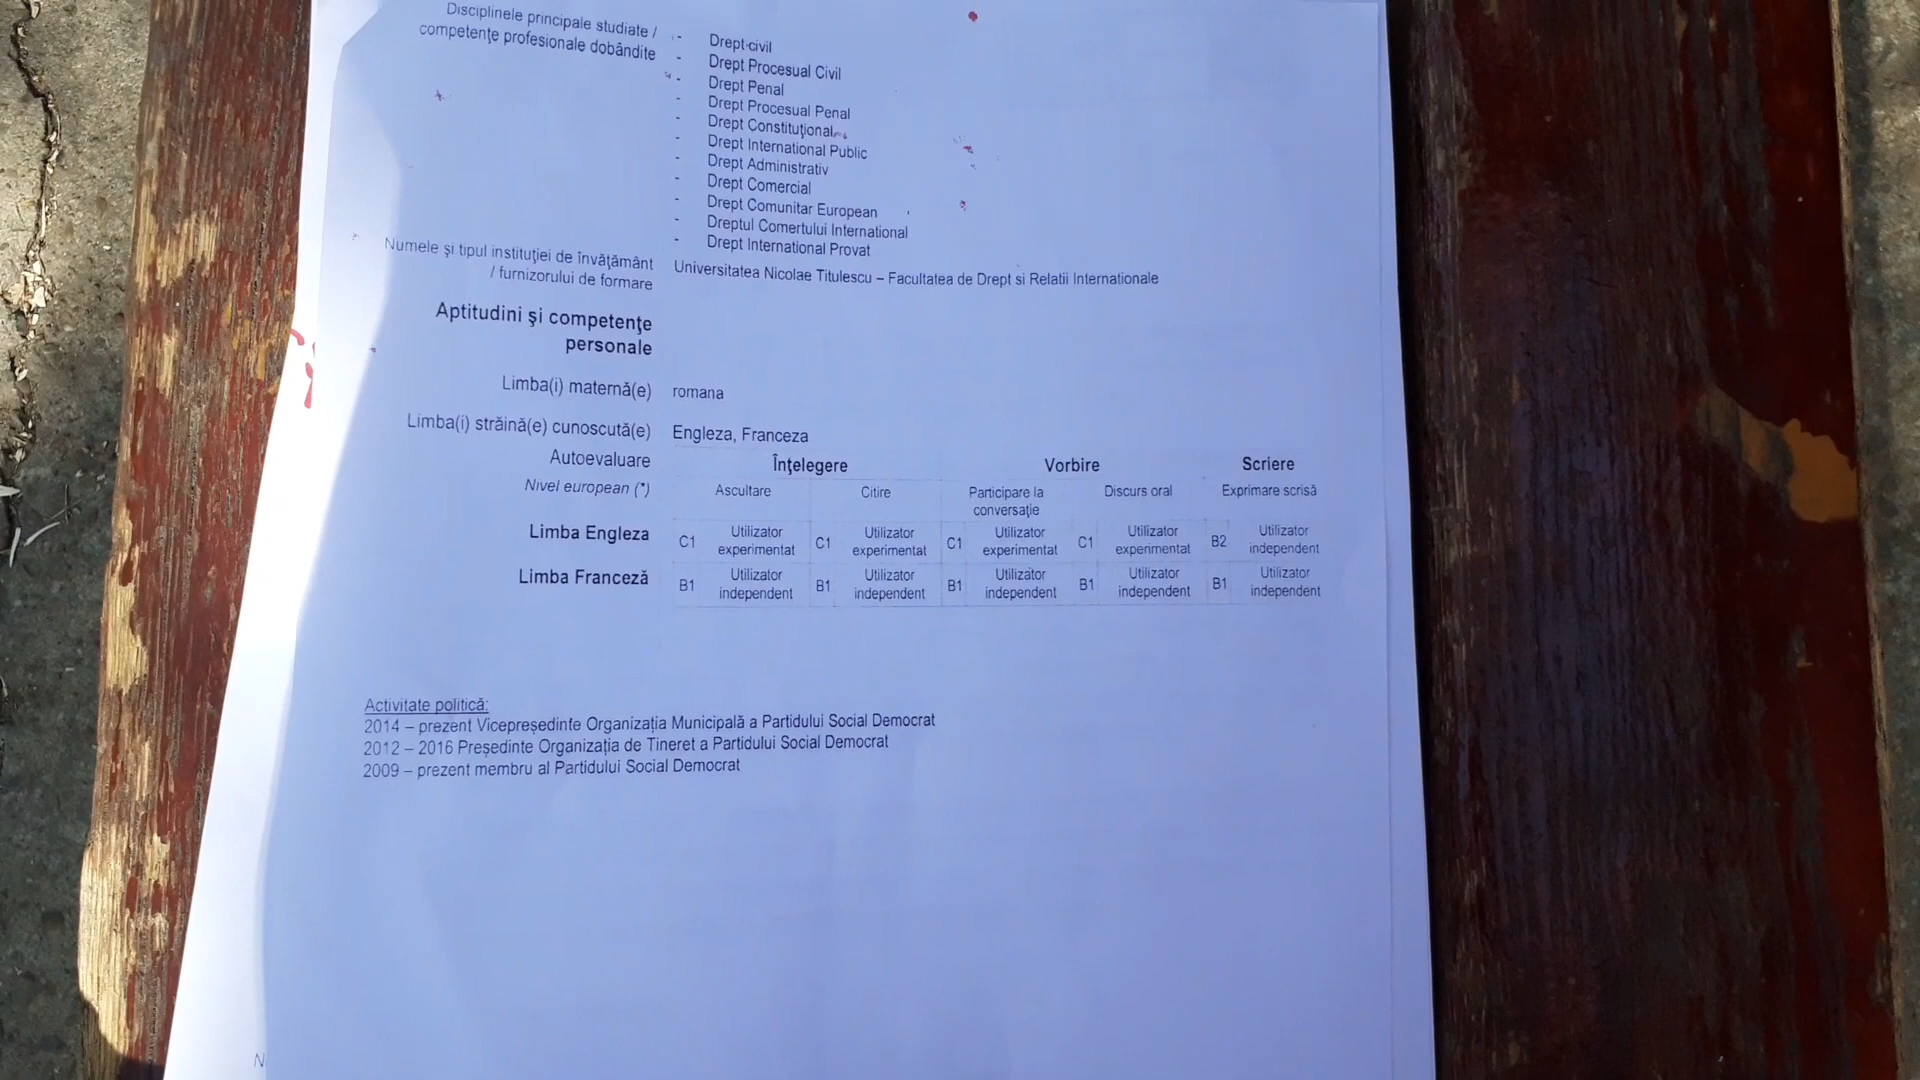 Disciplinele principale studiate /
competenţe profesionale dobândite
- Drept civil
- Drept Procesual Civil
- Drept Penal
- Drept Procesual Penal
- Drept Constituţional
- Drept International Public
- Drept Administrativ
- Drept Comercial
- Drept Comunitar European
- Dreptul Comertului International
- Drept International Provat
Numele şi tipul instituţiei de învăţământ
/ furnizorului de formare
Universitatea Nicolae Titulescu – Facultatea de Drept si Relatii Internationale
Aptitudini şi competenţe
personale
Limba(i) maternă(e) romana
Limba(i) străină(e) cunoscută(e) Engleza, Franceza
Autoevaluare Înţelegere Vorbire Scriere
Nivel european (*) Ascultare Citire Participare la conversaţie Discurs oral Exprimare scrisă
Limba Engleza C1 Utilizator experimentat C1 Utilizator experimentat C1 Utilizator experimentat C1 Utilizator experimentat B2 Utilizator independent
Limba Franceză B1 Utilizator independent B1 Utilizator independent B1 Utilizator independent B1 Utilizator independent B1 Utilizator independent
Activitate politică:
2014 – prezent Vicepreședinte Organizația Municipală a Partidului Social Democrat
2012 – 2016 Președinte Organizația de Tineret a Partidului Social Democrat
2009 – prezent membru al Partidului Social Democrat
N